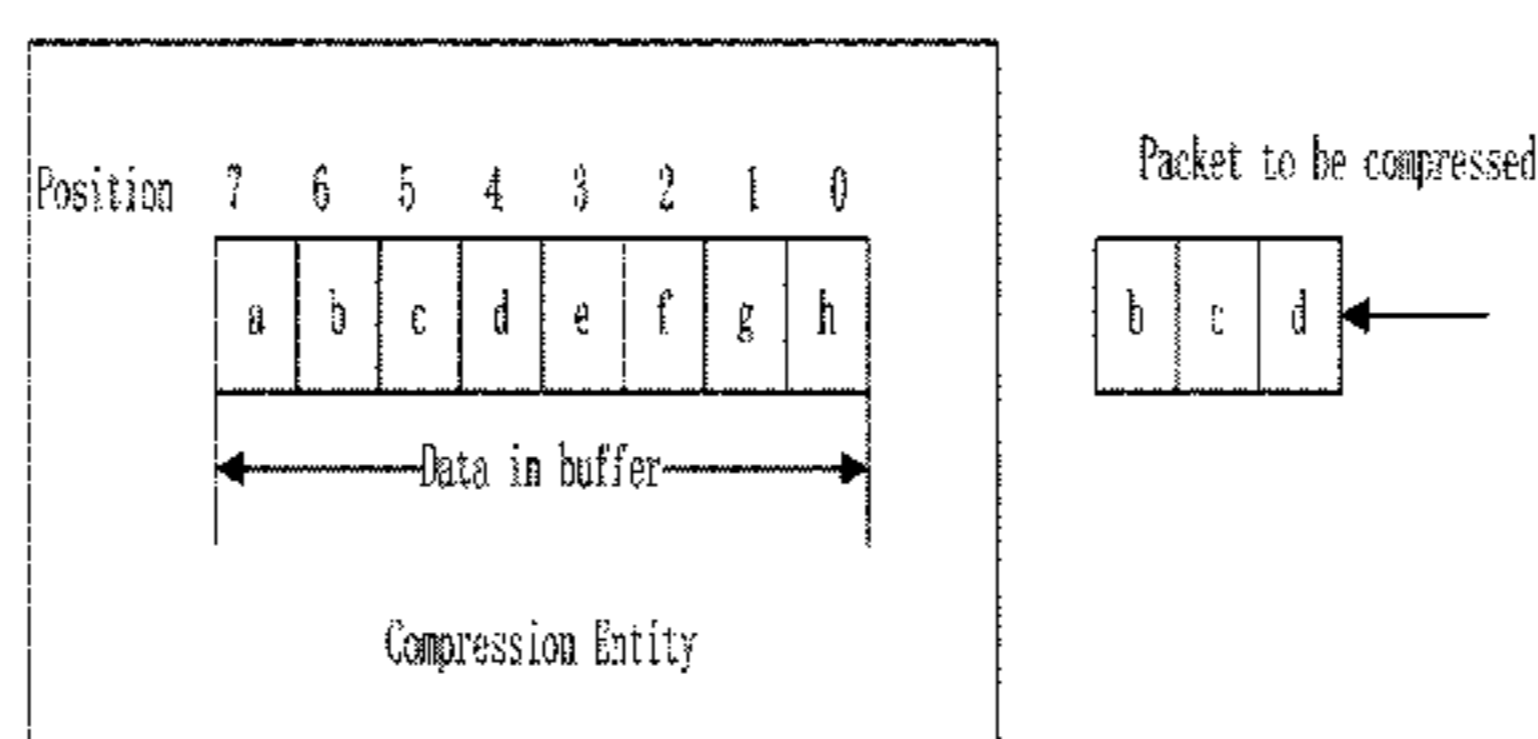 Packet to be compressed
Position 7 6 5 4 3 2 1 0
a b c d e f g h b c d
Data in buffer
Compression Entity